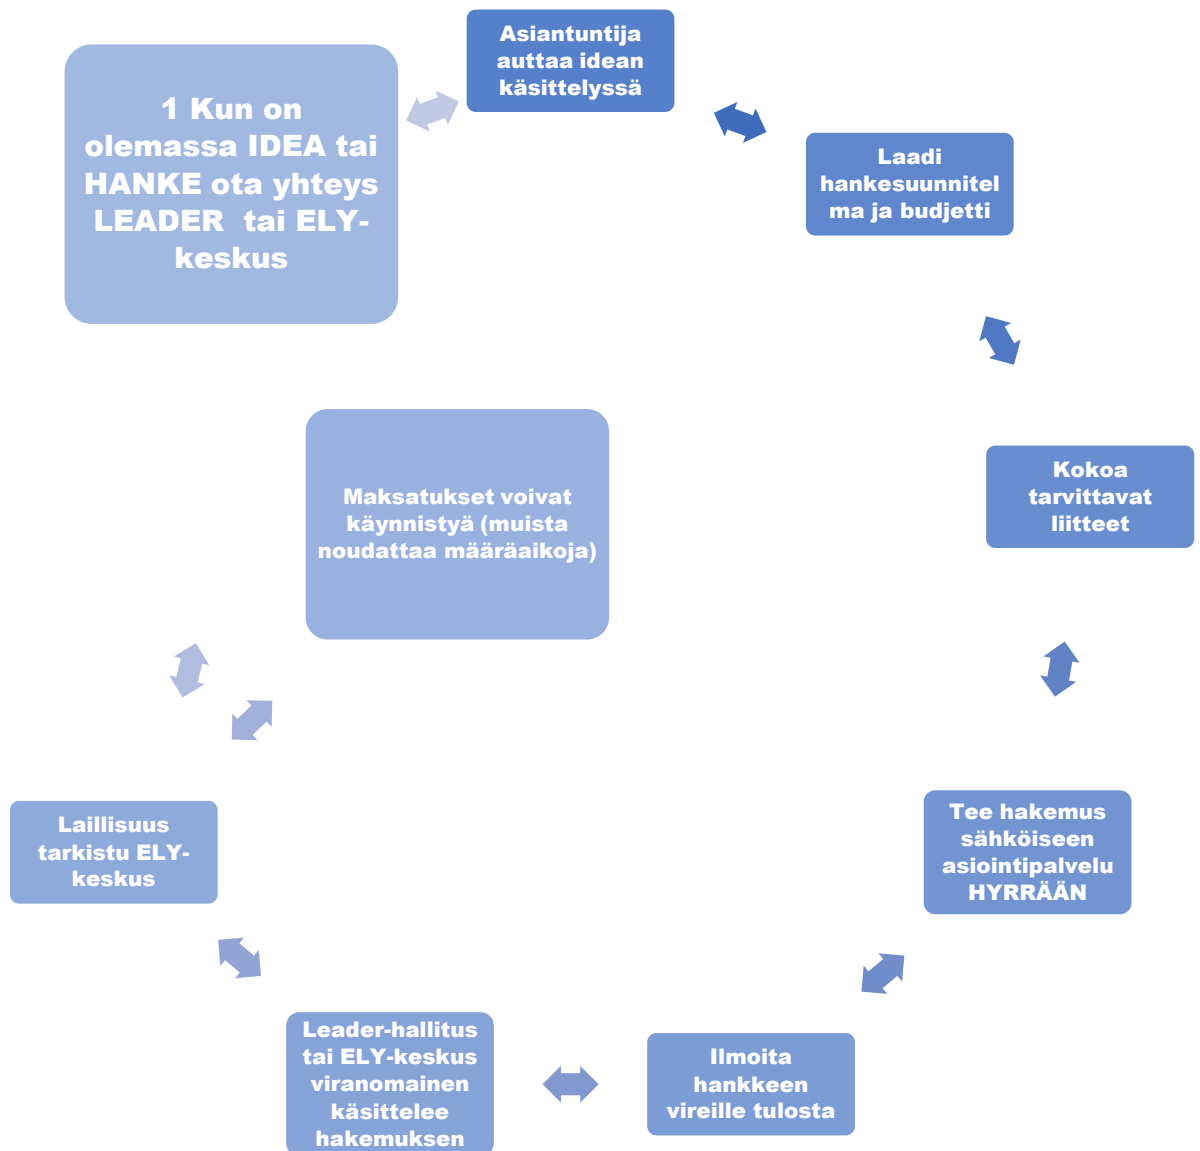 1 Kun on
olemassa IDEA tai
HANKE ota yhteys
LEADER tai ELY-
keskus
Asiantuntija
auttaa idean
käsittelyssä
Laadi
hankesuunnitel
ma ja budjetti
Kokoa
tarvittavat
liitteet
Tee hakemus
sähköiseen
asiointipalvelu
HYRRÄÄN
Ilmoita
hankkeen
vireille tulosta
Leader-hallitus
tai ELY-keskus
viranomainen
käsittelee
hakemuksen
Laillisuus
tarkistu ELY-
keskus
Maksatukset voivat
käynnistyä (muista
noudattaa määräaikoja)